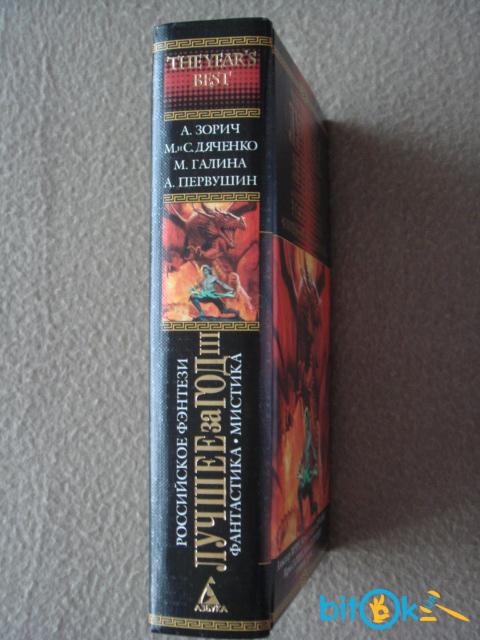 THE YEAR'S
BEST
А. ЗОРИЧ
М. и С. ДЯЧЕНКО
М. ГАЛИНА
А. ПЕРВУШИН
РОССИЙСКОЕ ФЭНТЕЗИ
ЛУЧШЕЕ за ГОД III
ФАНТАСТИКА • МИСТИКА
АЗБУКА
bitok